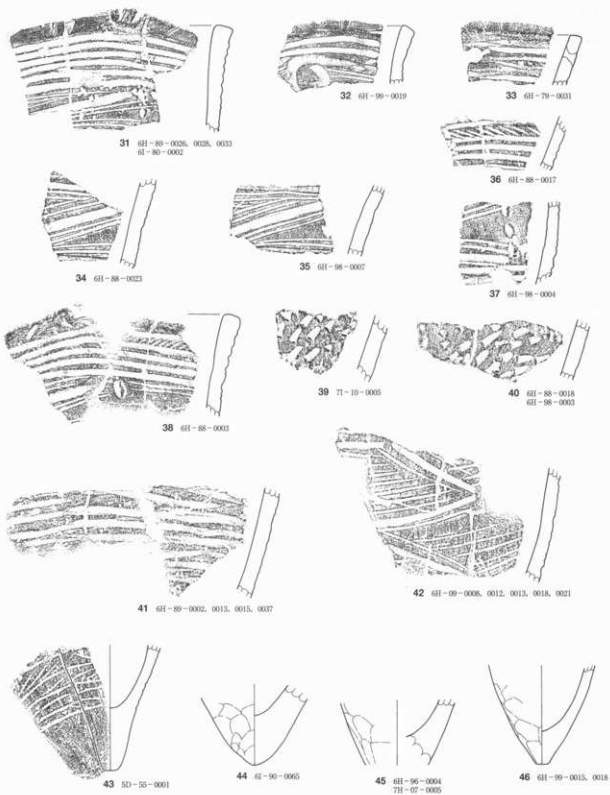 31 6H-89-0026, 0028, 0033
6I-80-0002
32 6H-99-0019
33 6H-79-0031
36 6H-88-0017
34 6H-88-0023
35 6H-98-0007
37 6H-98-0004
38 6H-88-0003
39 7I-10-0005
40 6H-88-0018
6H-98-0003
41 6H-89-0002, 0013, 0015, 0037
42 6H-09-0008, 0012, 0013, 0018, 0021
43 5D-55-0001
44 6I-90-0065
45 6H-96-0004
7H-07-0005
46 6H-99-0015, 0018